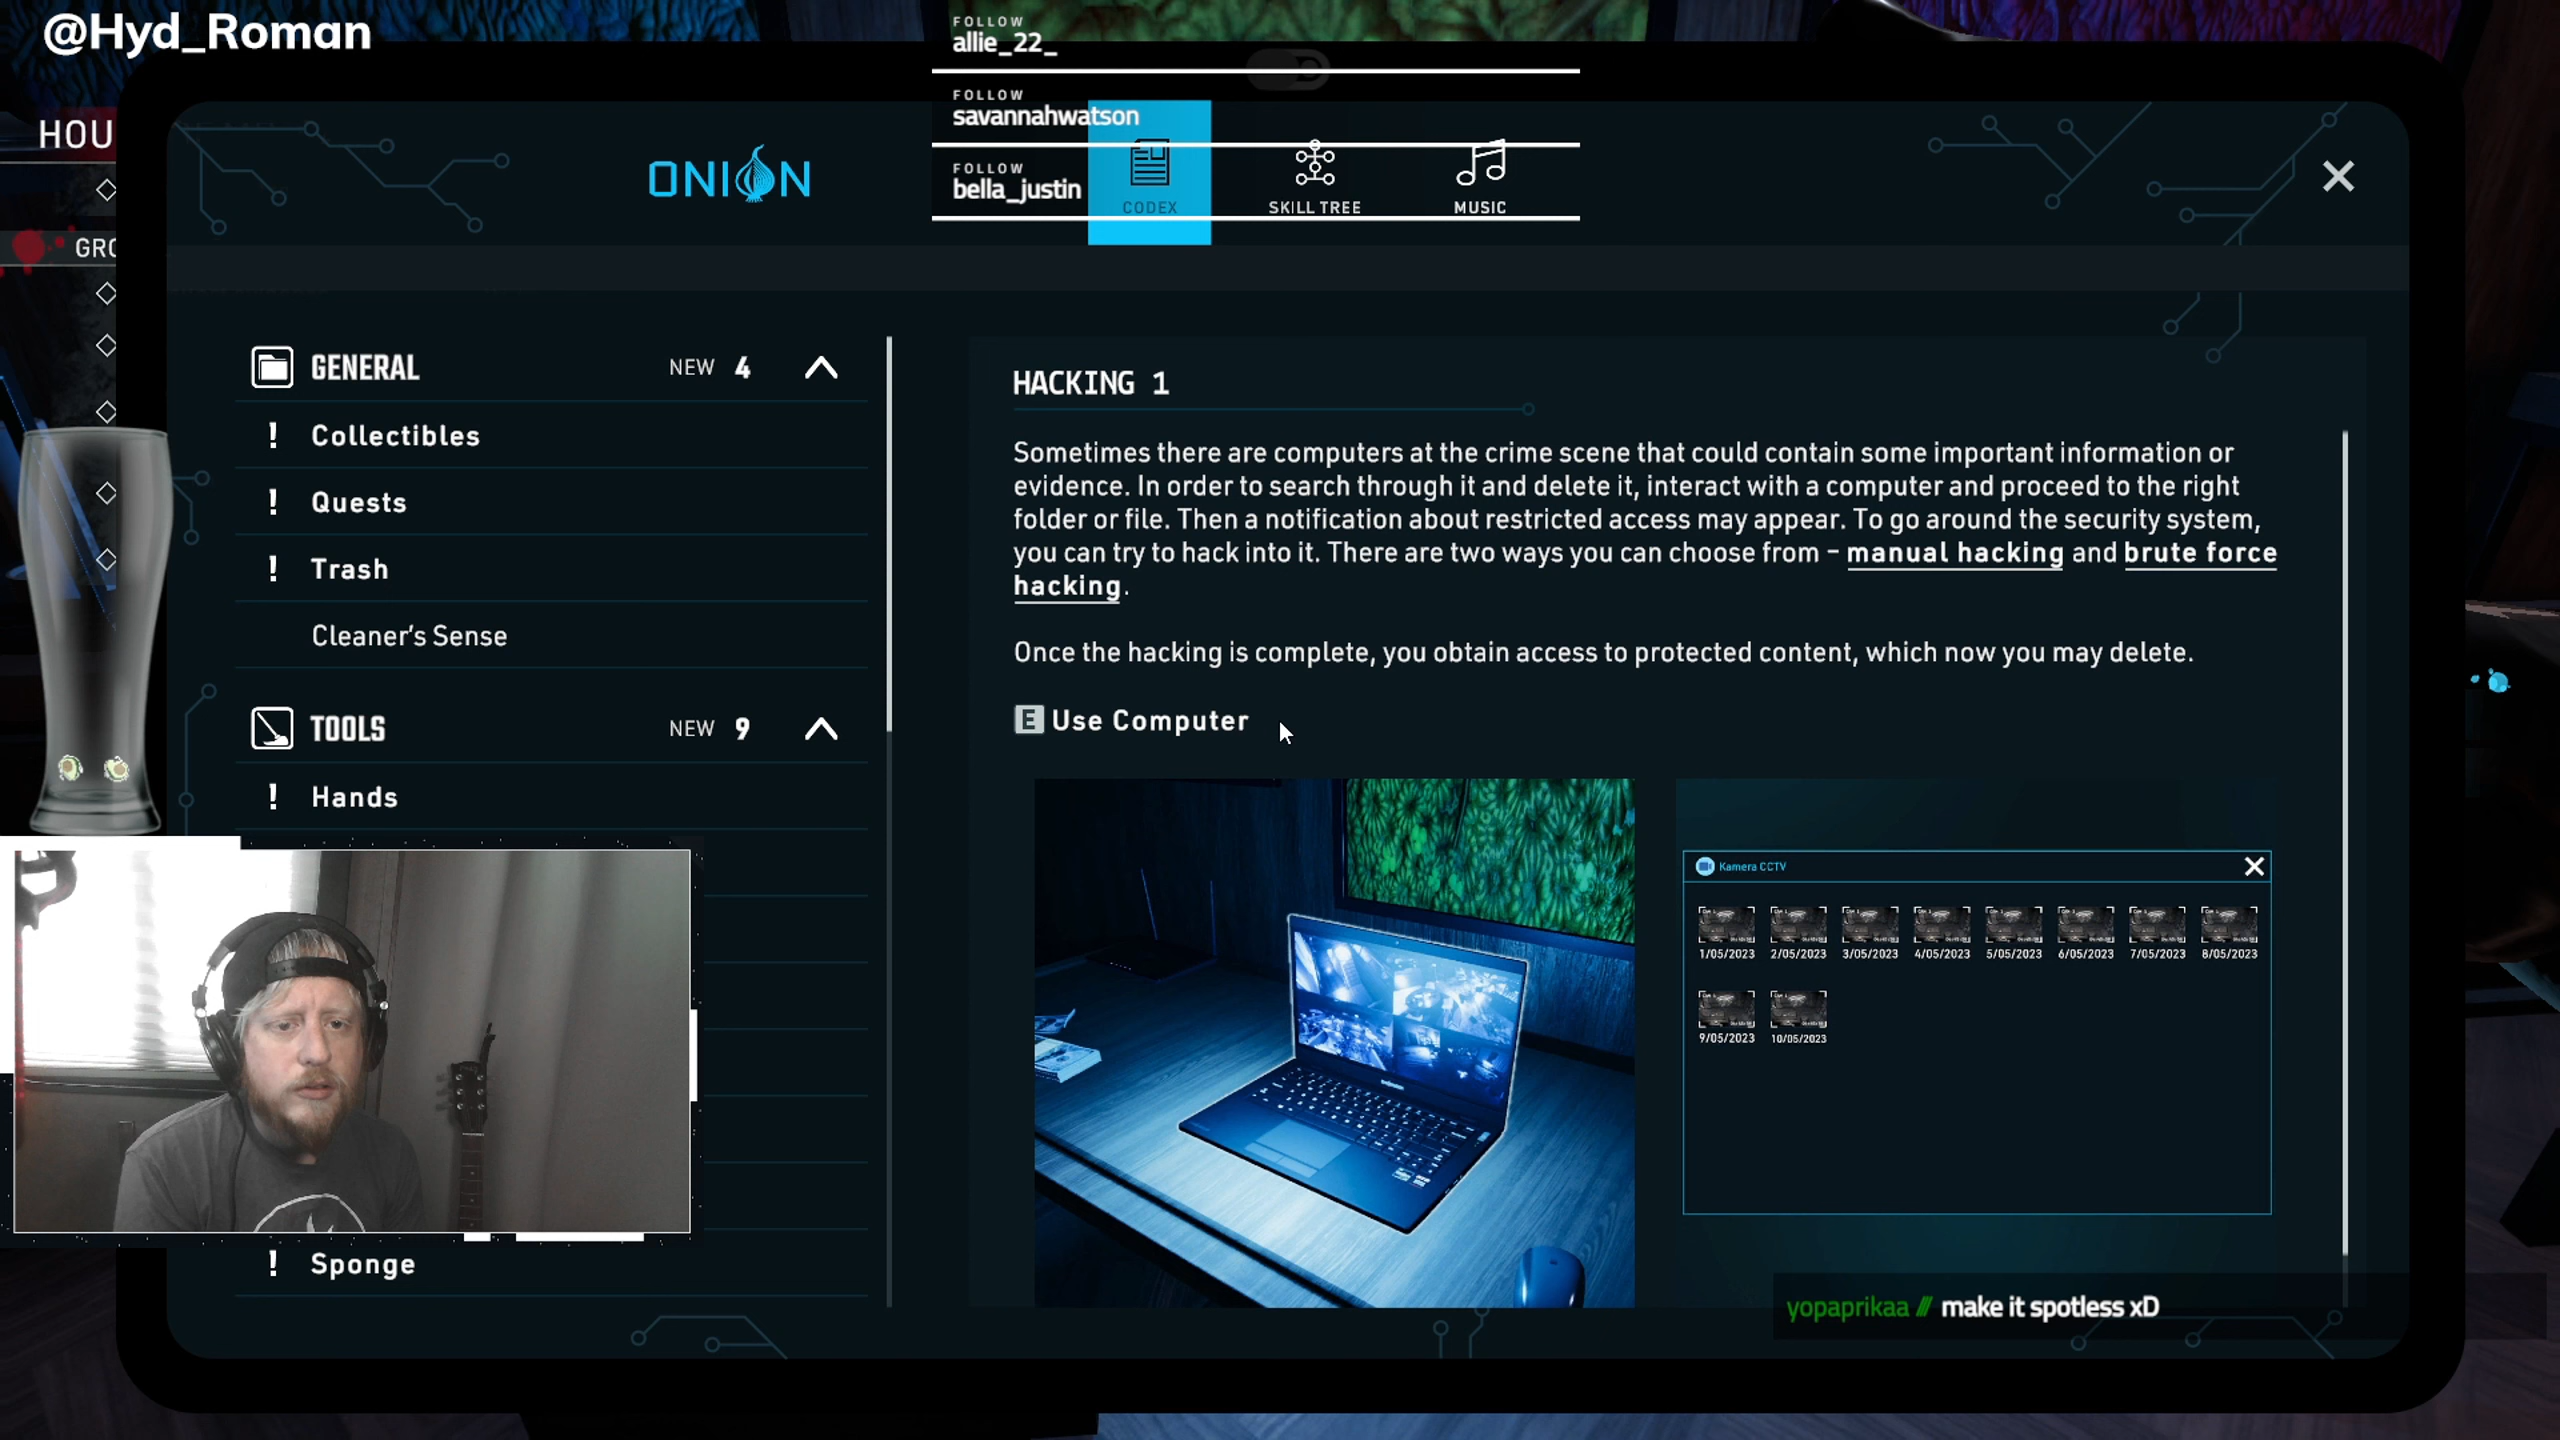 @Hyd_Roman
FOLLOW
allie_22_
FOLLOW
savannahwatson
FOLLOW
bella_justin
HOU
GRO
ONION
CODEX
SKILL TREE
MUSIC
GENERAL NEW 4
! Collectibles
! Quests
! Trash
Cleaner's Sense
TOOLS NEW 9
! Hands
! Sponge
HACKING 1
Sometimes there are computers at the crime scene that could contain some important information or
evidence. In order to search through it and delete it, interact with a computer and proceed to the right
folder or file. Then a notification about restricted access may appear. To go around the security system,
you can try to hack into it. There are two ways you can choose from – manual hacking and brute force
hacking.
Once the hacking is complete, you obtain access to protected content, which now you may delete.
E Use Computer
Kamera CCTV
1/05/2023 2/05/2023 3/05/2023 4/05/2023 5/05/2023 6/05/2023 7/05/2023 8/05/2023
9/05/2023 10/05/2023
yopaprikaa // make it spotless xD